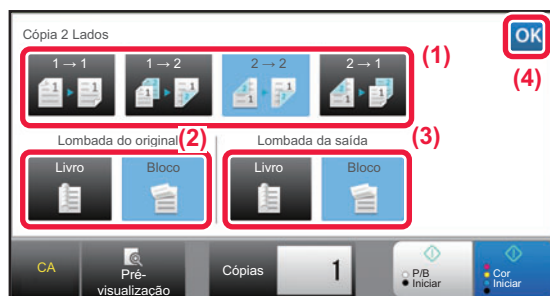 Cópia 2 Lados
OK
1 → 1
1 → 2
2 → 2
2 → 1
(1)
(4)
Lombada do original
(2)
Lombada da saída
(3)
Livro
Bloco
Livro
Bloco
CA
Pré-
visualização
Cópias
1
P/B
Iniciar
Cor
Iniciar